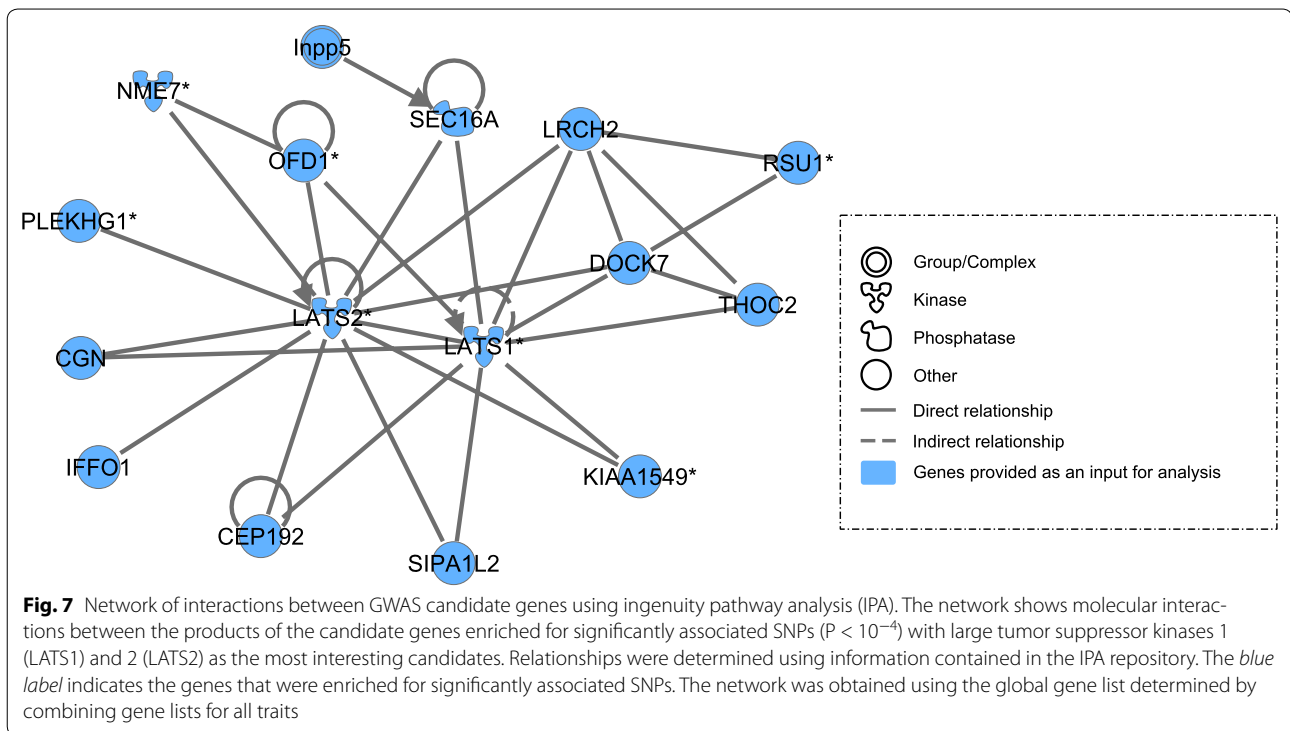 Inpp5
NME7*
SEC16A
LRCH2
OFD1*
RSU1*
PLEKHG1*
DOCK7
THOC2
LATS2*
LATS1*
CGN
IFFO1
KIAA1549*
CEP192
SIPA1L2
Group/Complex
Kinase
Phosphatase
Other
Direct relationship
Indirect relationship
Genes provided as an input for analysis
Fig. 7 Network of interactions between GWAS candidate genes using ingenuity pathway analysis (IPA). The network shows molecular interac-
tions between the products of the candidate genes enriched for significantly associated SNPs (P < 10−4) with large tumor suppressor kinases 1
(LATS1) and 2 (LATS2) as the most interesting candidates. Relationships were determined using information contained in the IPA repository. The blue
label indicates the genes that were enriched for significantly associated SNPs. The network was obtained using the global gene list determined by
combining gene lists for all traits